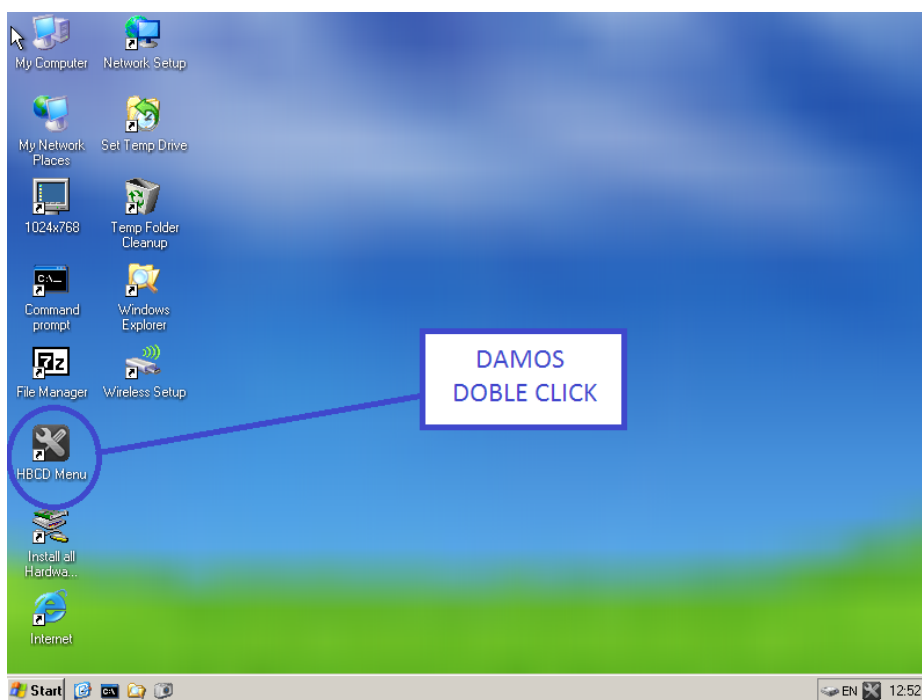 My Computer
Network Setup
My Network
Places
Set Temp Drive
1024x768
Temp Folder
Cleanup
C:\_
Command
prompt
Windows
Explorer
7z
File Manager
Wireless Setup
DAMOS
DOBLE CLICK
HBCD Menu
Install all
Hardwa...
Internet
Start
C:\
EN
12:52